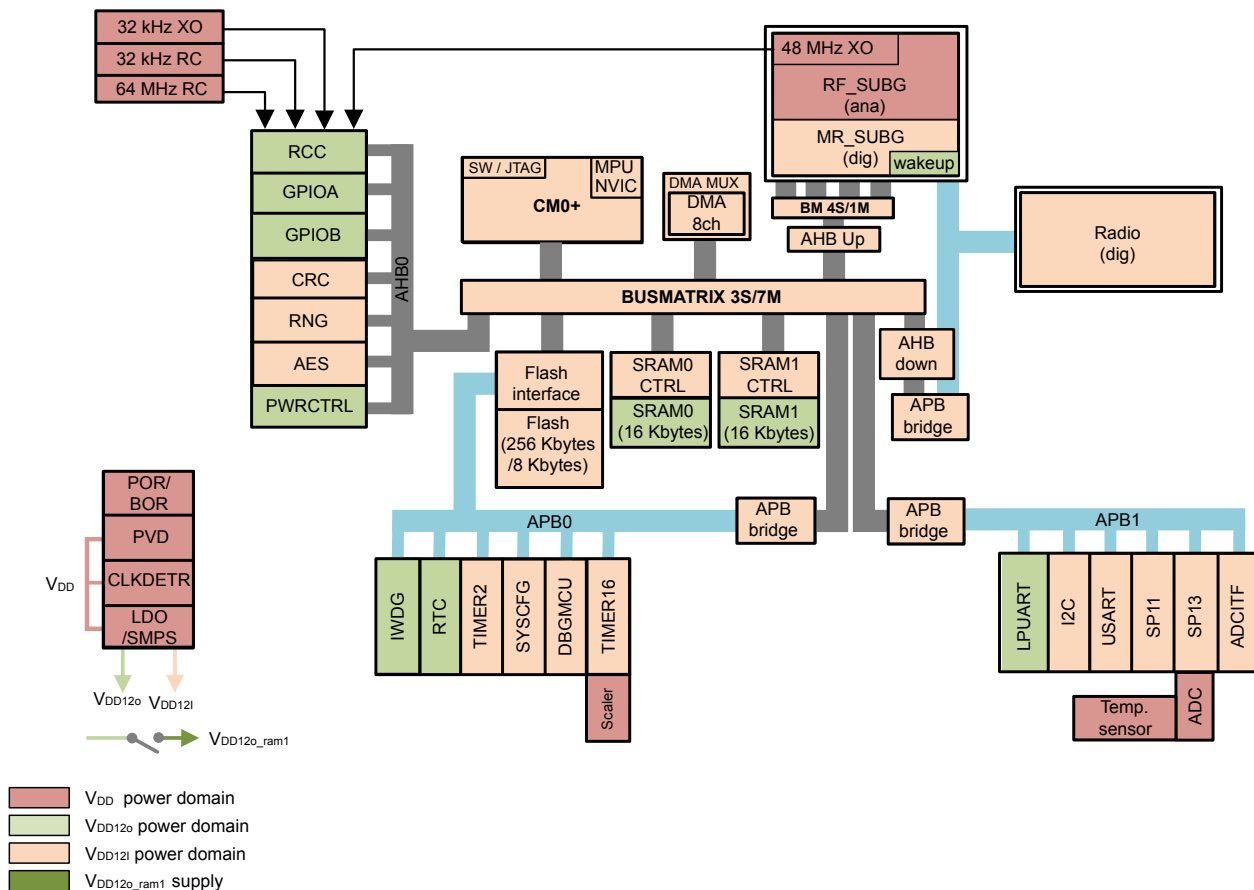 32 kHz XO
32 kHz RC
64 MHz RC
48 MHz XO
RF_SUBG
(ana)
MR_SUBG
(dig)
wakeup
RCC
GPIOA
GPIOB
CRC
RNG
AES
PWRCTRL
AHB0
SW / JTAG
MPU
NVIC
CM0+
DMA MUX
DMA
8ch
BM 4S/1M
AHB Up
Radio
(dig)
BUSMATRIX 3S/7M
Flash
interface
Flash
(256 Kbytes
/8 Kbytes)
SRAM0
CTRL
SRAM0
(16 Kbytes)
SRAM1
CTRL
SRAM1
(16 Kbytes)
AHB
down
APB
bridge
POR/
BOR
PVD
CLKDETR
LDO
/SMPS
VDD
VDD12o
VDD12I
VDD12o_ram1
APB0
APB
bridge
APB
bridge
APB1
IWDG
RTC
TIMER2
SYSCFG
DBGMCU
TIMER16
Scaler
LPUART
I2C
USART
SP11
SP13
ADCITF
Temp.
sensor
ADC
VDD power domain
VDD12o power domain
VDD12I power domain
VDD12o_ram1 supply